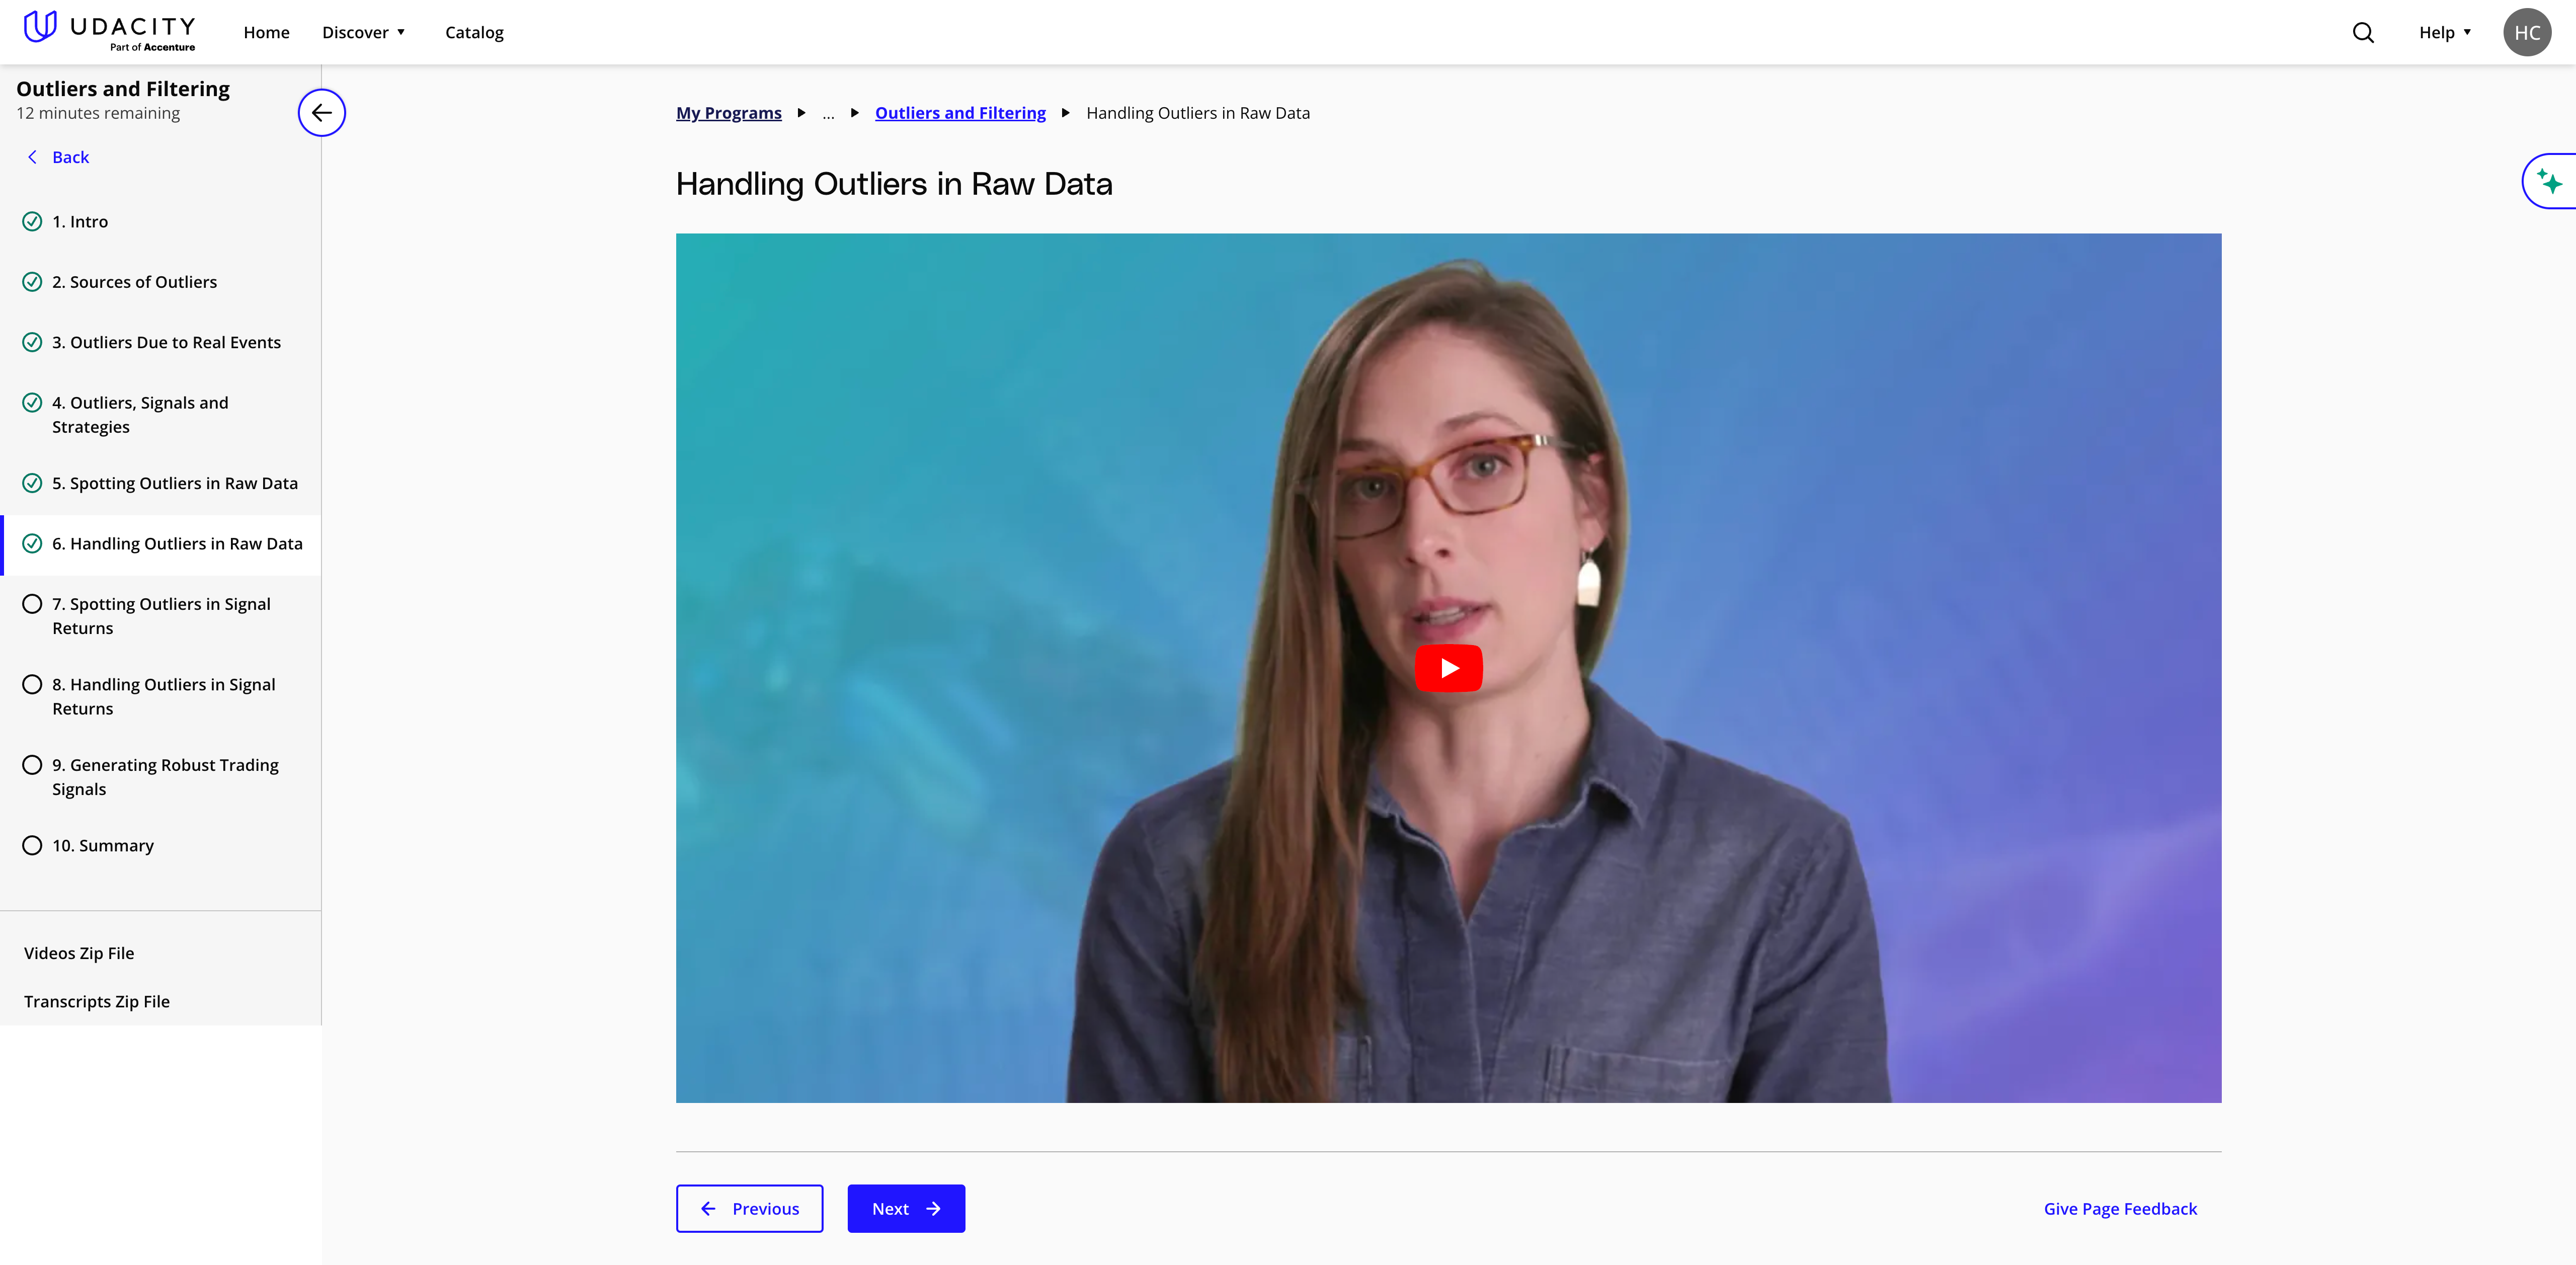 UDACITY
Part of Accenture
Home
Discover
Catalog
Help
HC
Outliers and Filtering
12 minutes remaining
Back
1. Intro
2. Sources of Outliers
3. Outliers Due to Real Events
4. Outliers, Signals and
Strategies
5. Spotting Outliers in Raw Data
6. Handling Outliers in Raw Data
7. Spotting Outliers in Signal
Returns
8. Handling Outliers in Signal
Returns
9. Generating Robust Trading
Signals
10. Summary
Videos Zip File
Transcripts Zip File
My Programs ... Outliers and Filtering Handling Outliers in Raw Data
Handling Outliers in Raw Data
Previous
Next
Give Page Feedback